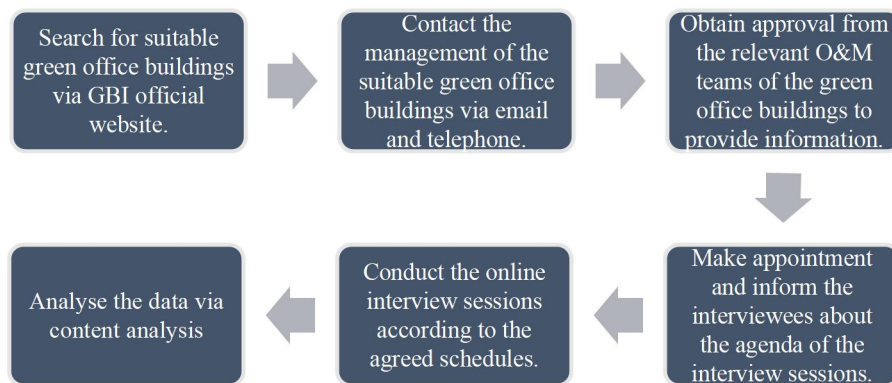 Search for suitable
green office buildings
via GBI official
website.
Contact the
management of the
suitable green office
buildings via email
and telephone.
Obtain approval from
the relevant O&M
teams of the green
office buildings to
provide information.
Make appointment
and inform the
interviewees about
the agenda of the
interview sessions.
Conduct the online
interview sessions
according to the
agreed schedules.
Analyse the data via
content analysis